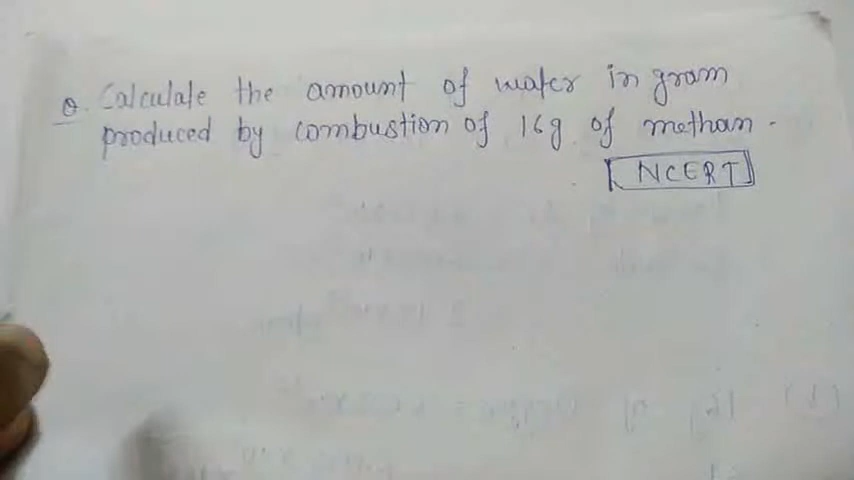 Q. Calculate the amount of water in gram
produced by combustion of 16g of methan.
[NCERT]